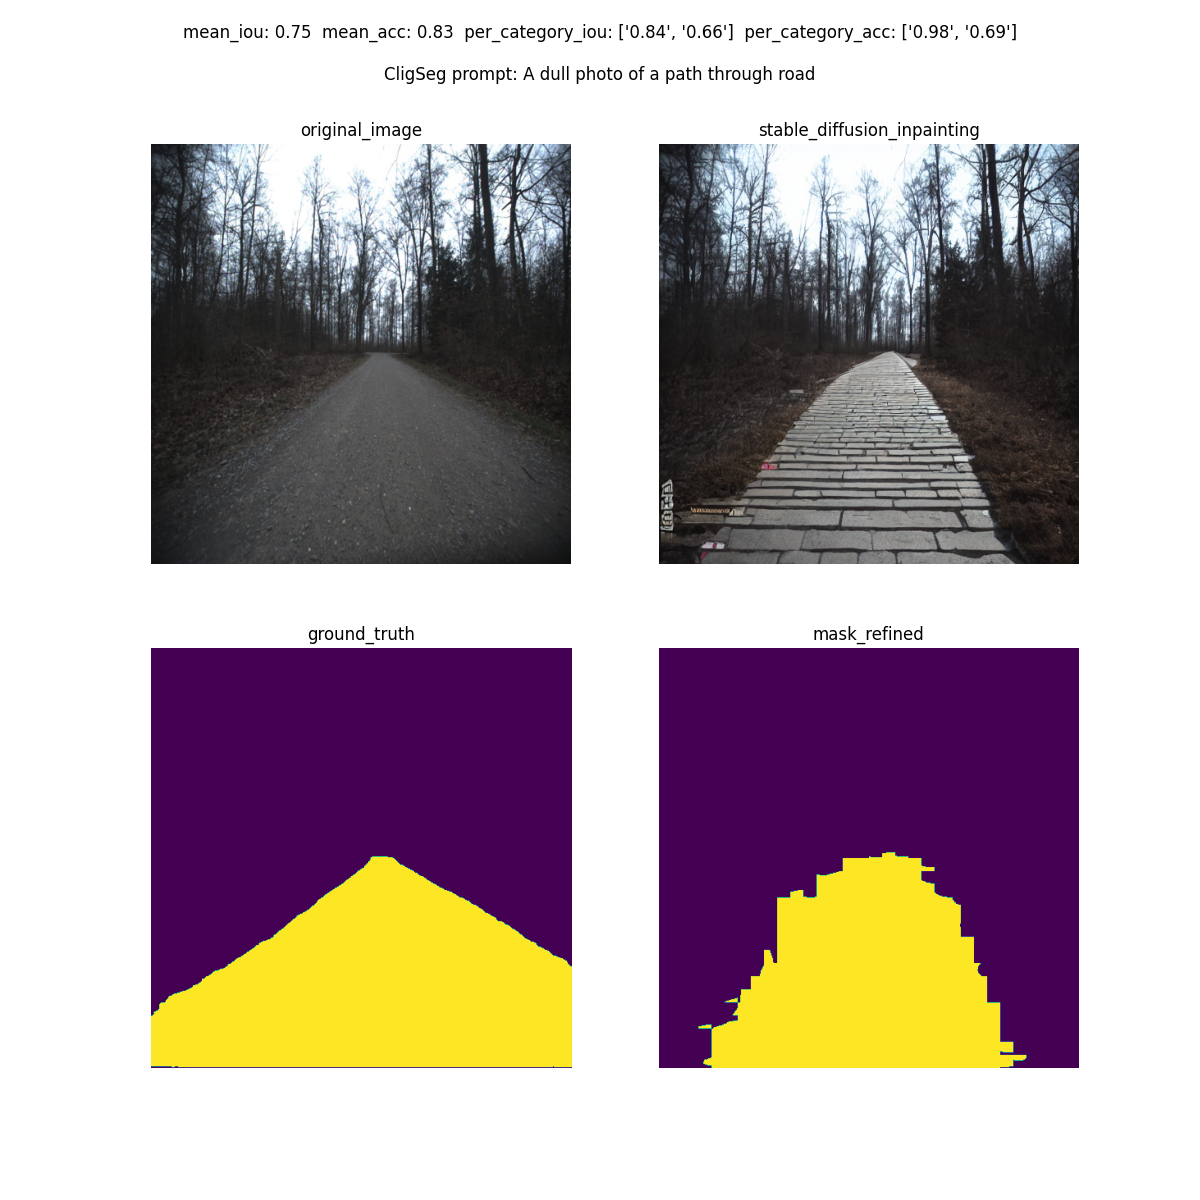 mean_iou: 0.75  mean_acc: 0.83  per_category_iou: ['0.84', '0.66']  per_category_acc: ['0.98', '0.69']
CligSeg prompt: A dull photo of a path through road
original_image
stable_diffusion_inpainting
ground_truth
mask_refined